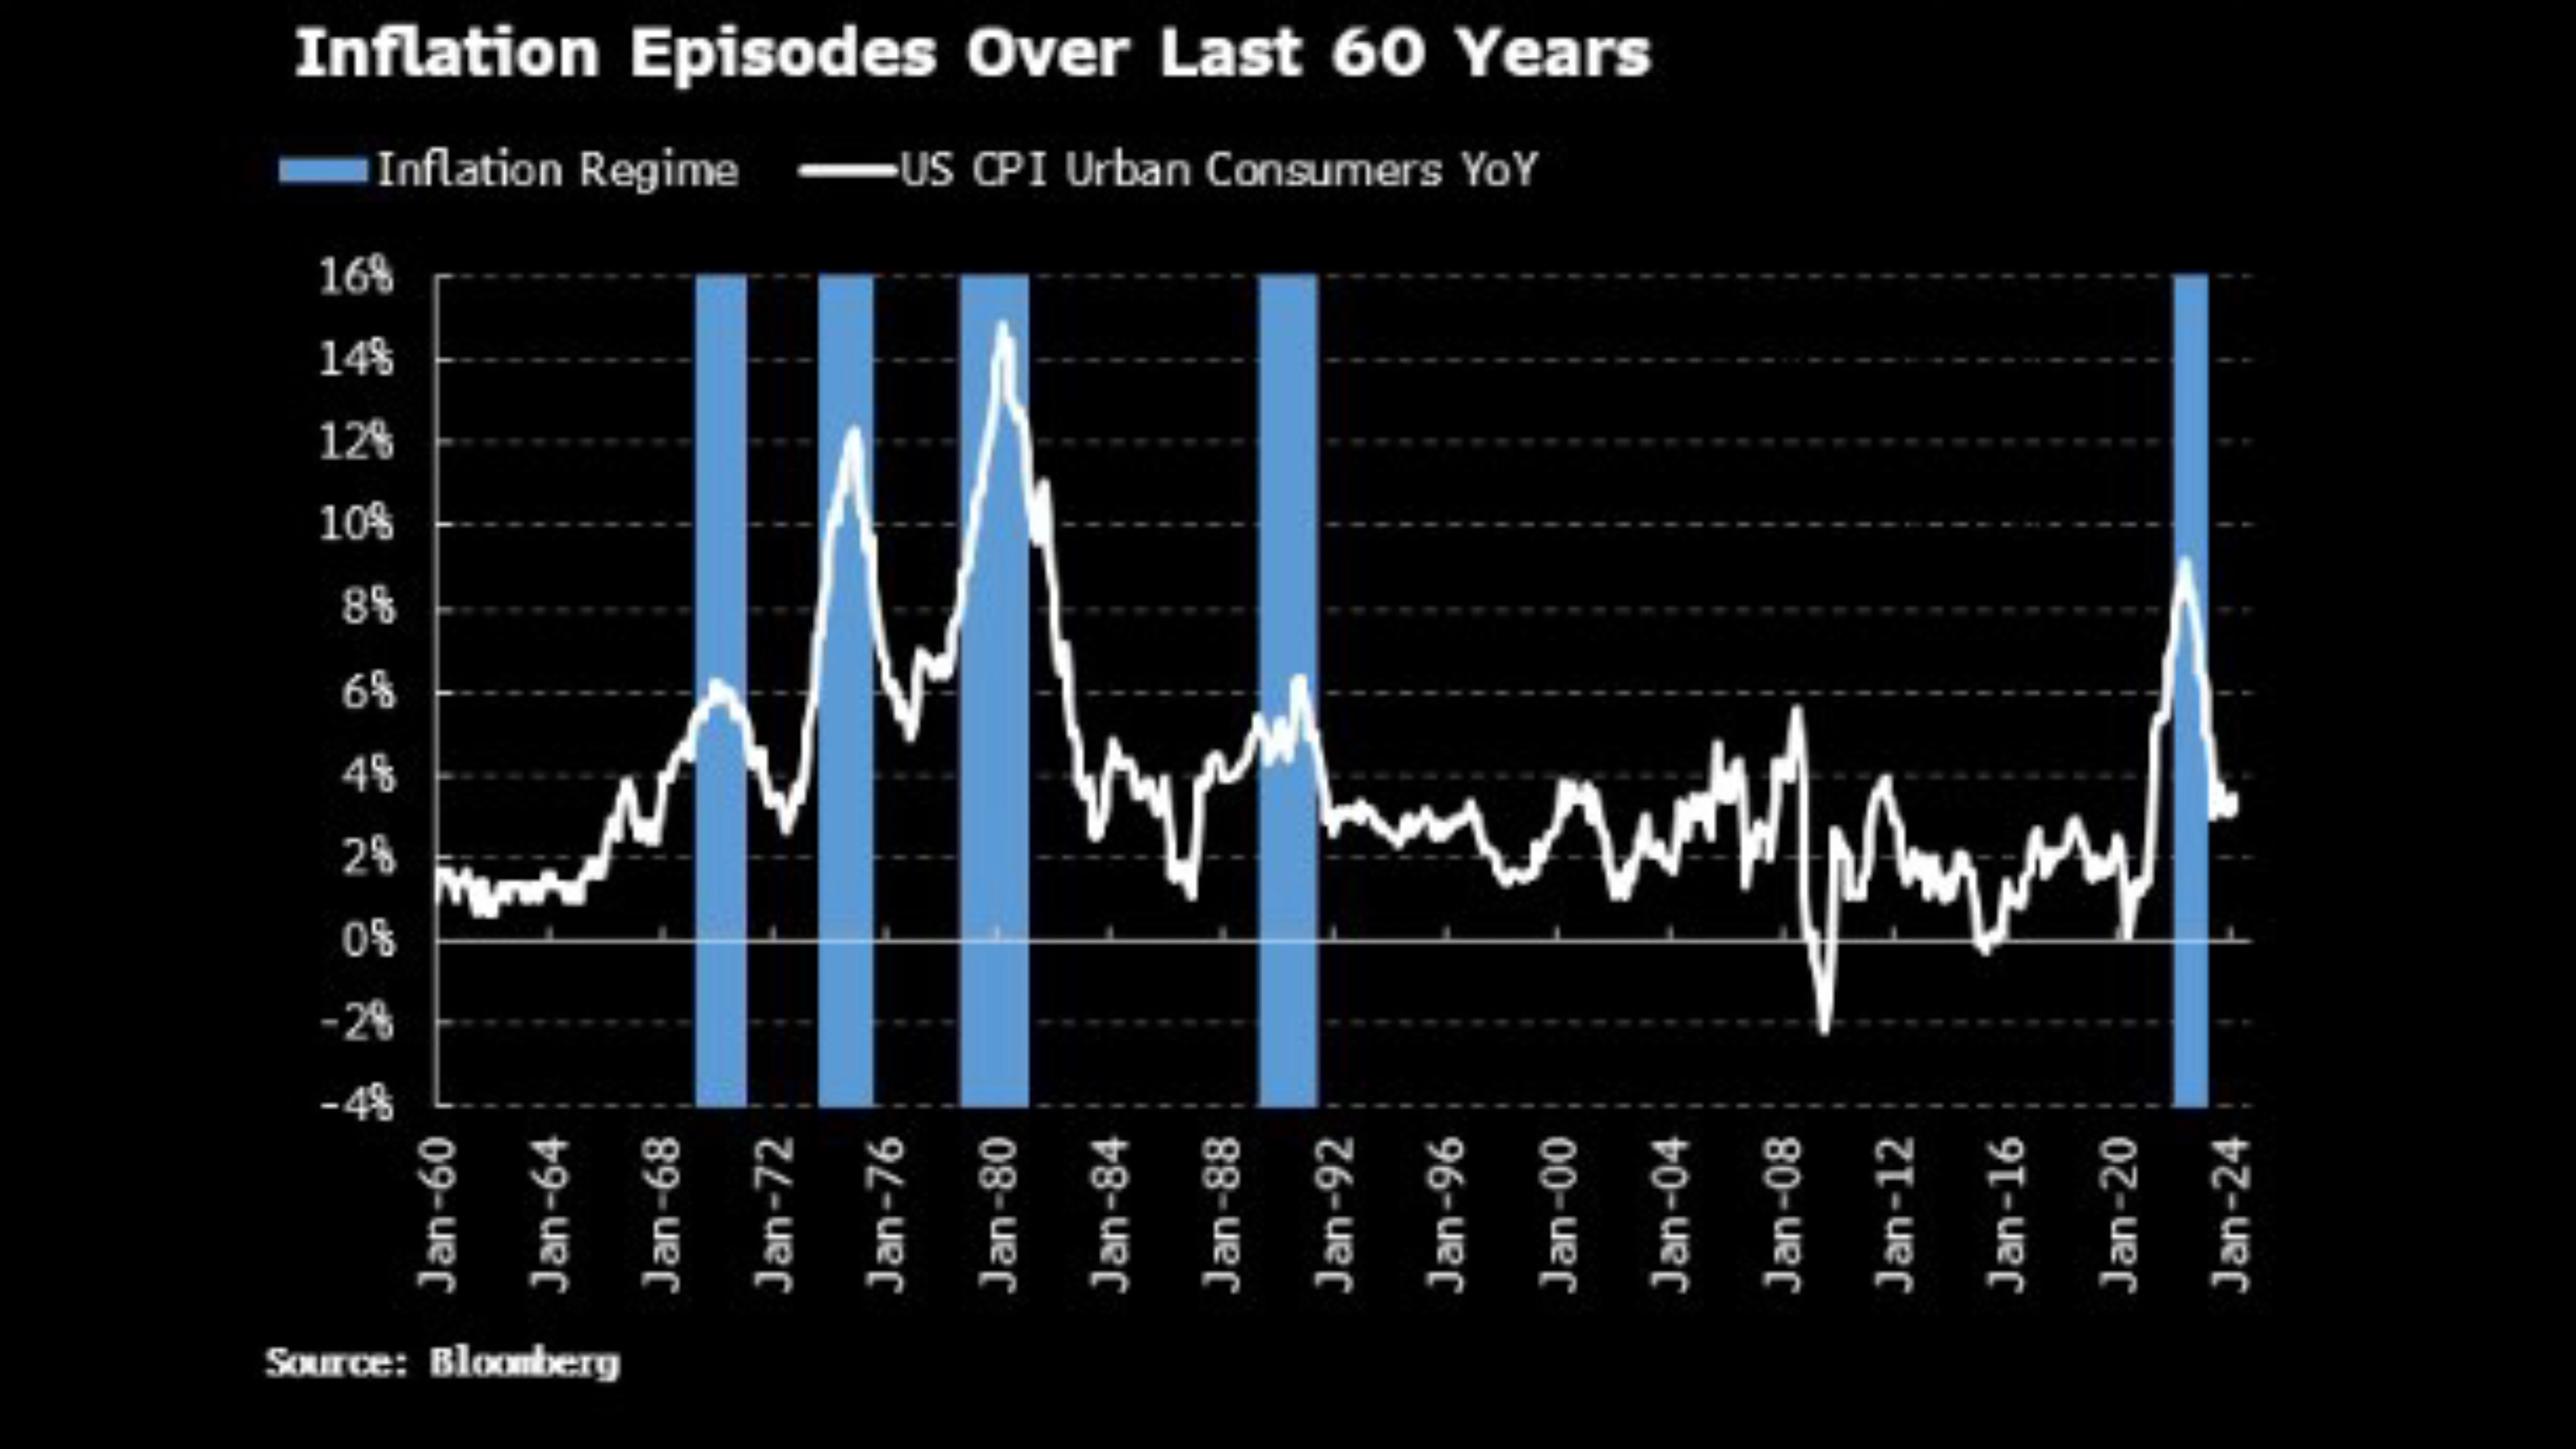 Inflation Episodes Over Last 60 Years
Inflation Regime
US CPI Urban Consumers YoY
16%
14%
12%
10%
8%
6%
4%
2%
0%
-2%
-4%
Jan-60
Jan-64
Jan-68
Jan-72
Jan-76
Jan-80
Jan-84
Jan-88
Jan-92
Jan-96
Jan-00
Jan-04
Jan-08
Jan-12
Jan-16
Jan-20
Jan-24
Source: Bloomberg